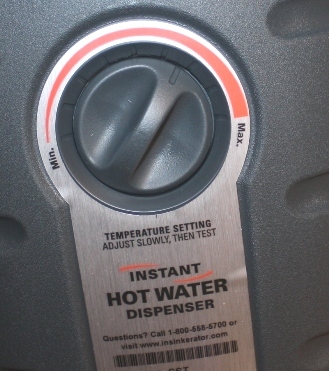 Min.
Max.
TEMPERATURE SETTING
ADJUST SLOWLY, THEN TEST
INSTANT
HOT WATER
DISPENSER
Questions? Call 1-800-558-5700 or
visit www.insinkerator.com